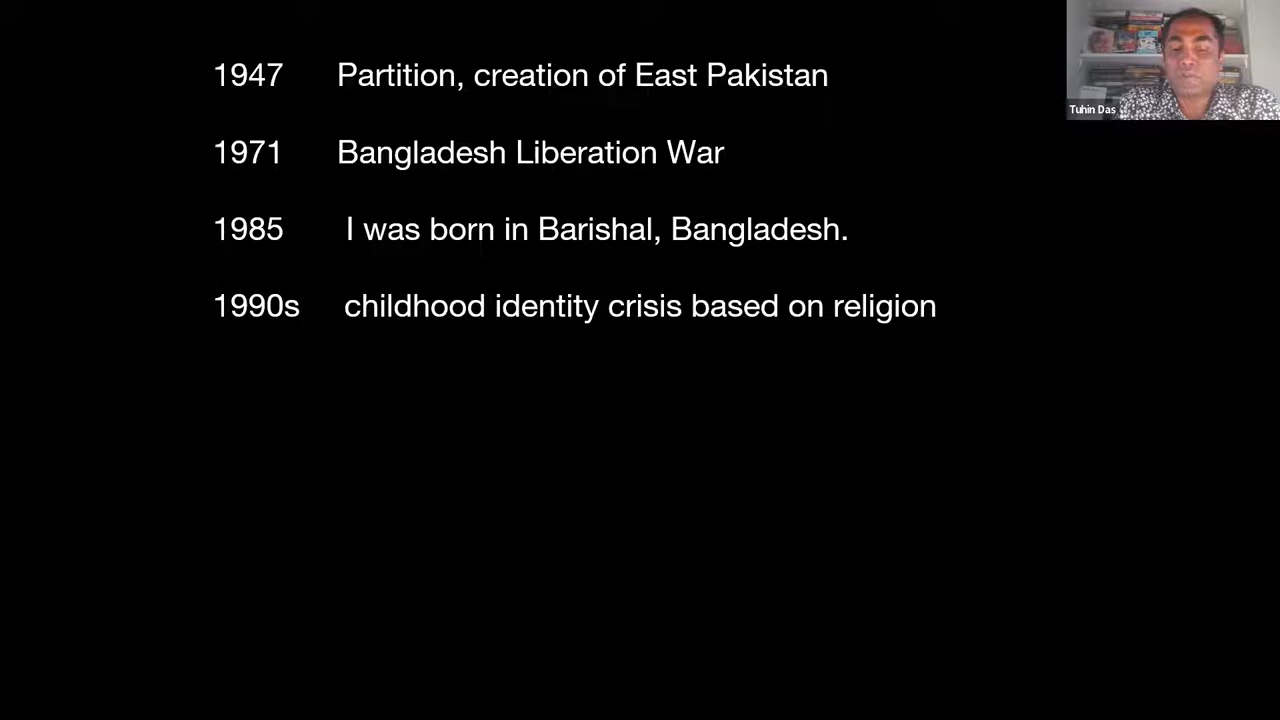 1947 Partition, creation of East Pakistan
Tuhin Das
1971 Bangladesh Liberation War
1985 I was born in Barishal, Bangladesh.
1990s childhood identity crisis based on religion